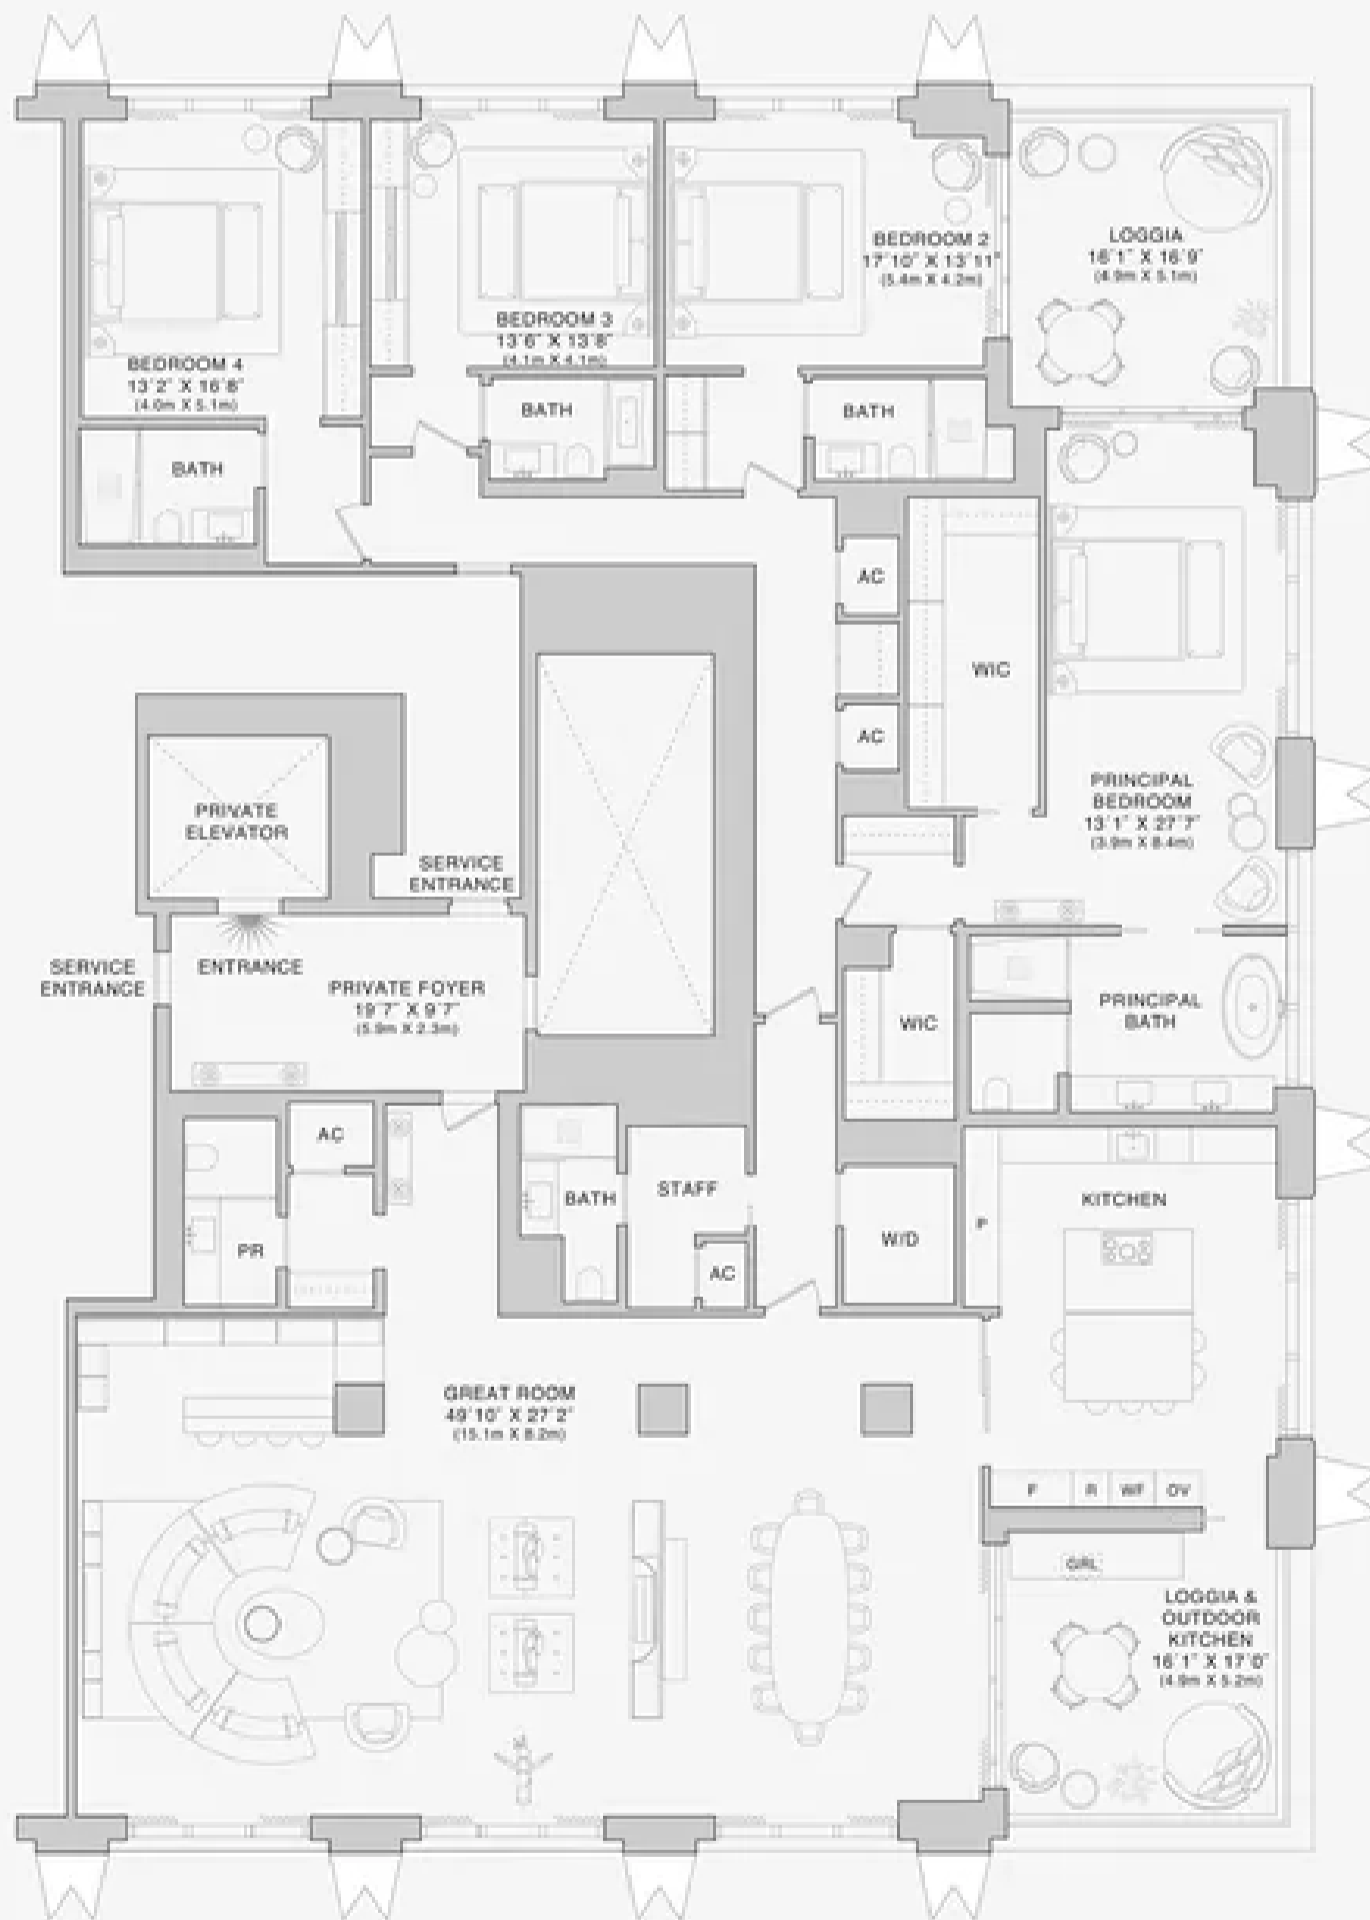 BEDROOM 2
17'10" X 13'11"
(5.4m X 4.2m)
LOGGIA
16'1" X 16'9"
(4.9m X 5.1m)
BEDROOM 3
13'6" X 13'8"
(4.1m X 4.1m)
BEDROOM 4
13'2" X 16'8"
(4.0m X 5.1m)
BATH
BATH
BATH
AC
WIC
AC
PRINCIPAL
BEDROOM
13'1" X 27'7"
(3.9m X 8.4m)
PRIVATE
ELEVATOR
SERVICE
ENTRANCE
SERVICE
ENTRANCE
ENTRANCE
PRIVATE FOYER
19'7" X 9'7"
(5.9m X 2.3m)
WIC
PRINCIPAL
BATH
AC
PR
BATH
STAFF
AC
W/D
P
KITCHEN
GREAT ROOM
49'10" X 27'2"
(15.1m X 8.2m)
F
R
WF
OV
GRL
LOGGIA &
OUTDOOR
KITCHEN
16'1" X 17'0"
(4.9m X 5.2m)